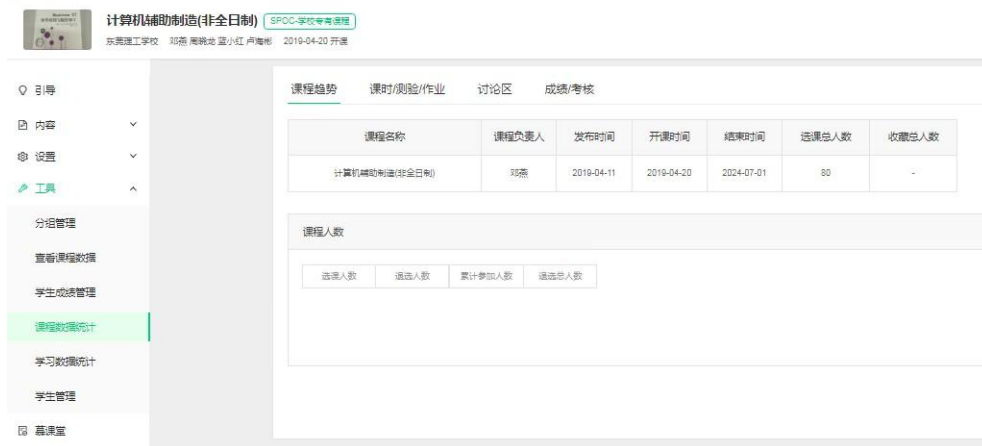 计算机辅助制造(非全日制) SPOC-学校专有课程
东莞理工学校 邓燕 周晓龙 蓝小红 卢海彬 2019-04-20 开课
引导
内容
设置
工具
分组管理
查看课程数据
学生成绩管理
课程数据统计
学习数据统计
学生管理
慕课堂
课程趋势 课时/测验/作业 讨论区 成绩/考核
课程名称 课程负责人 发布时间 开课时间 结束时间 选课总人数 收藏总人数
计算机辅助制造(非全日制) 邓燕 2019-04-11 2019-04-20 2024-07-01 80 -
课程人数
选课人数 退选人数 累计参加人数 退选总人数